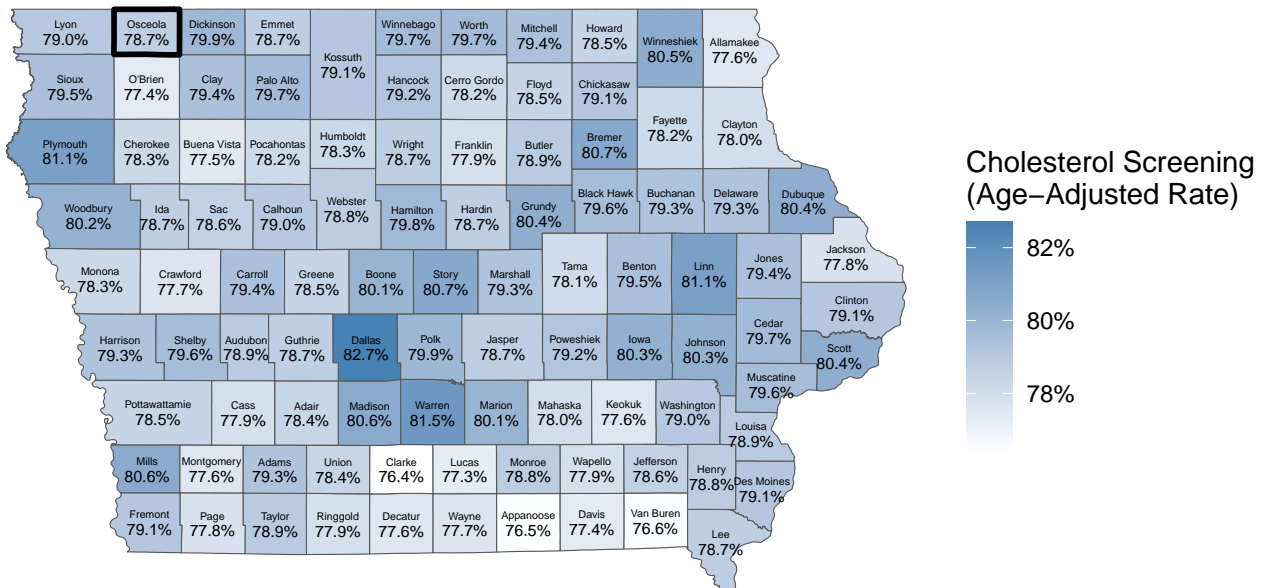 Lyon
79.0%
Osceola
78.7%
Dickinson
79.9%
Emmet
78.7%
Kossuth
79.1%
Winnebago
79.7%
Worth
79.7%
Mitchell
79.4%
Howard
78.5%
Winneshiek
80.5%
Allamakee
77.6%
Sioux
79.5%
O'Brien
77.4%
Clay
79.4%
Palo Alto
79.7%
Hancock
79.2%
Cerro Gordo
78.2%
Floyd
78.5%
Chickasaw
79.1%
Fayette
78.2%
Clayton
78.0%
Plymouth
81.1%
Cherokee
78.3%
Buena Vista
77.5%
Pocahontas
78.2%
Humboldt
78.3%
Wright
78.7%
Franklin
77.9%
Butler
78.9%
Bremer
80.7%
Woodbury
80.2%
Ida
78.7%
Sac
78.6%
Calhoun
79.0%
Webster
78.8%
Hamilton
79.8%
Hardin
78.7%
Grundy
80.4%
Black Hawk
79.6%
Buchanan
79.3%
Delaware
79.3%
Dubuque
80.4%
Monona
78.3%
Crawford
77.7%
Carroll
79.4%
Greene
78.5%
Boone
80.1%
Story
80.7%
Marshall
79.3%
Tama
78.1%
Benton
79.5%
Linn
81.1%
Jones
79.4%
Jackson
77.8%
Clinton
79.1%
Harrison
79.3%
Shelby
79.6%
Audubon
78.9%
Guthrie
78.7%
Dallas
82.7%
Polk
79.9%
Jasper
78.7%
Poweshiek
79.2%
Iowa
80.3%
Johnson
80.3%
Cedar
79.7%
Scott
80.4%
Muscatine
79.6%
Pottawattamie
78.5%
Cass
77.9%
Adair
78.4%
Madison
80.6%
Warren
81.5%
Marion
80.1%
Mahaska
78.0%
Keokuk
77.6%
Washington
79.0%
Louisa
78.9%
Mills
80.6%
Montgomery
77.6%
Adams
79.3%
Union
78.4%
Clarke
76.4%
Lucas
77.3%
Monroe
78.8%
Wapello
77.9%
Jefferson
78.6%
Henry
78.8%
Des Moines
79.1%
Fremont
79.1%
Page
77.8%
Taylor
78.9%
Ringgold
77.9%
Decatur
77.6%
Wayne
77.7%
Appanoose
76.5%
Davis
77.4%
Van Buren
76.6%
Lee
78.7%
Cholesterol Screening
(Age−Adjusted Rate)
82%
80%
78%